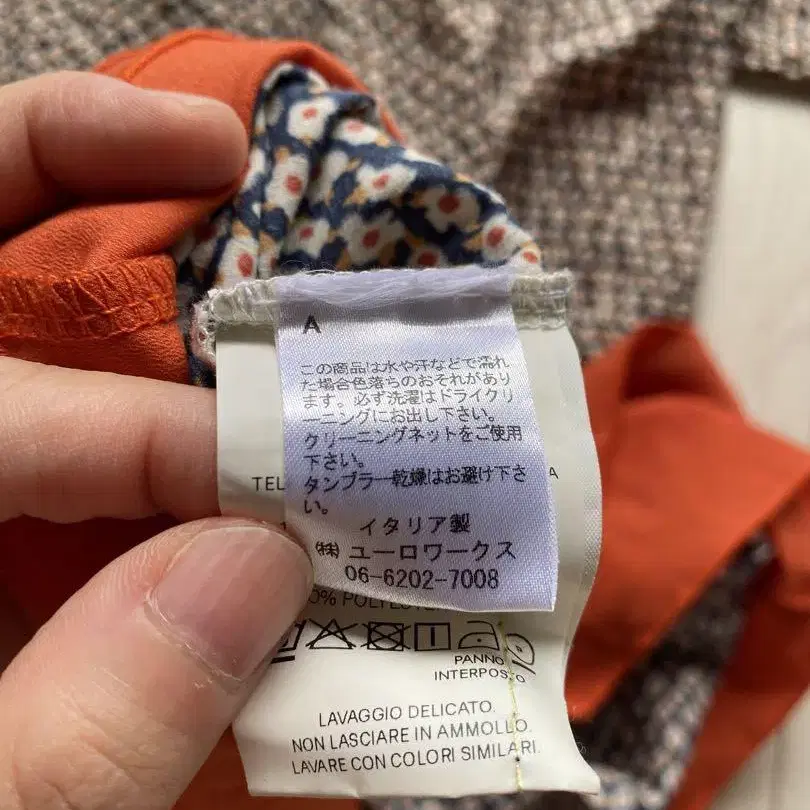 A
この商品は水や汗などで濡れ
た場合色落ちのおそれがあり
ます。必ず洗濯はドライクリ
ーニングにお出し下さい。
クリーニングネットをご使用
下さい。
タンブラー乾燥はお避け下さ
い。
イタリア製
㈱ ユーロワークス
06-6202-7008
TEL
A
0% POLYESTE
PANNO
INTERPOSTO
LAVAGGIO DELICATO.
NON LASCIARE IN AMMOLLO.
LAVARE CON COLORI SIMILARI.